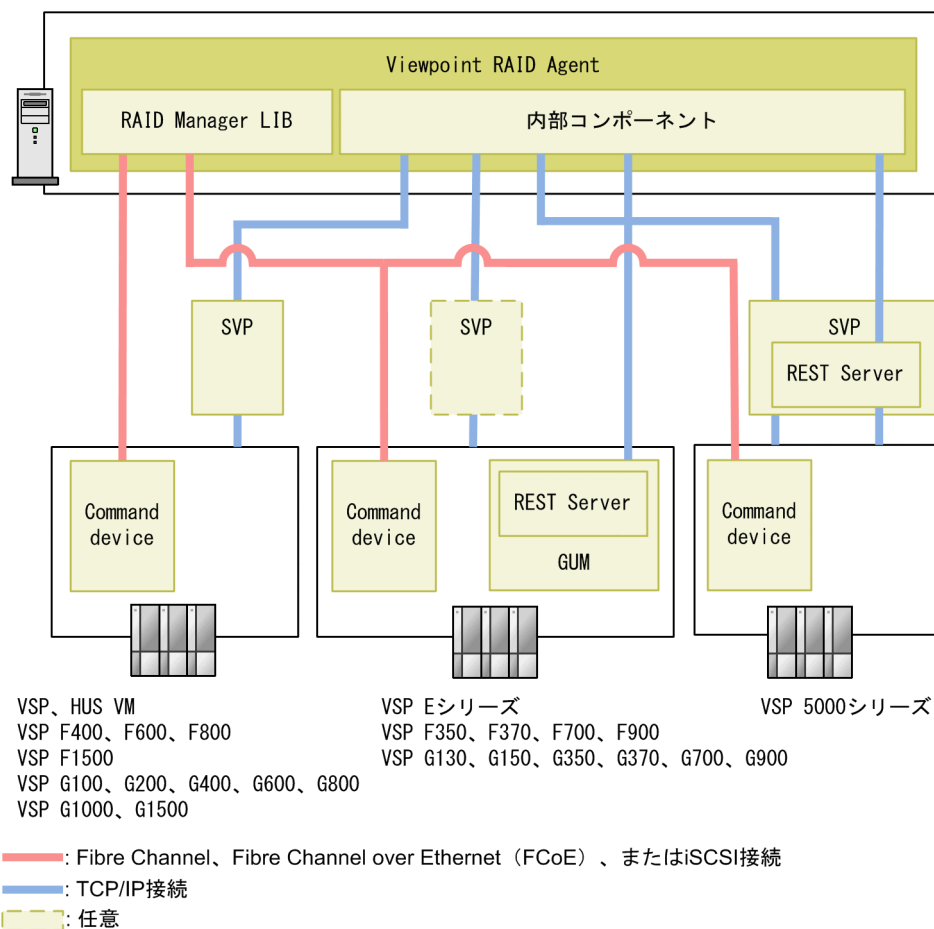 Viewpoint RAID Agent
RAID Manager LIB
内部コンポーネント
SVP
SVP
SVP
REST Server
Command
device
Command
device
REST Server
GUM
Command
device
VSP、HUS VM
VSP F400、F600、F800
VSP F1500
VSP G100、G200、G400、G600、G800
VSP G1000、G1500
VSP Eシリーズ
VSP F350、F370、F700、F900
VSP G130、G150、G350、G370、G700、G900
VSP 5000シリーズ
: Fibre Channel、Fibre Channel over Ethernet（FCoE）、またはiSCSI接続
: TCP/IP接続
: 任意